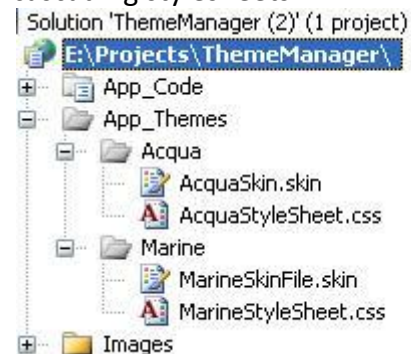 Solution 'ThemeManager (2)' (1 project)
E:\Projects\ThemeManager\
App_Code
App_Themes
Acqua
AcquaSkin.skin
AcquaStyleSheet.css
Marine
MarineSkinFile.skin
MarineStyleSheet.css
Images